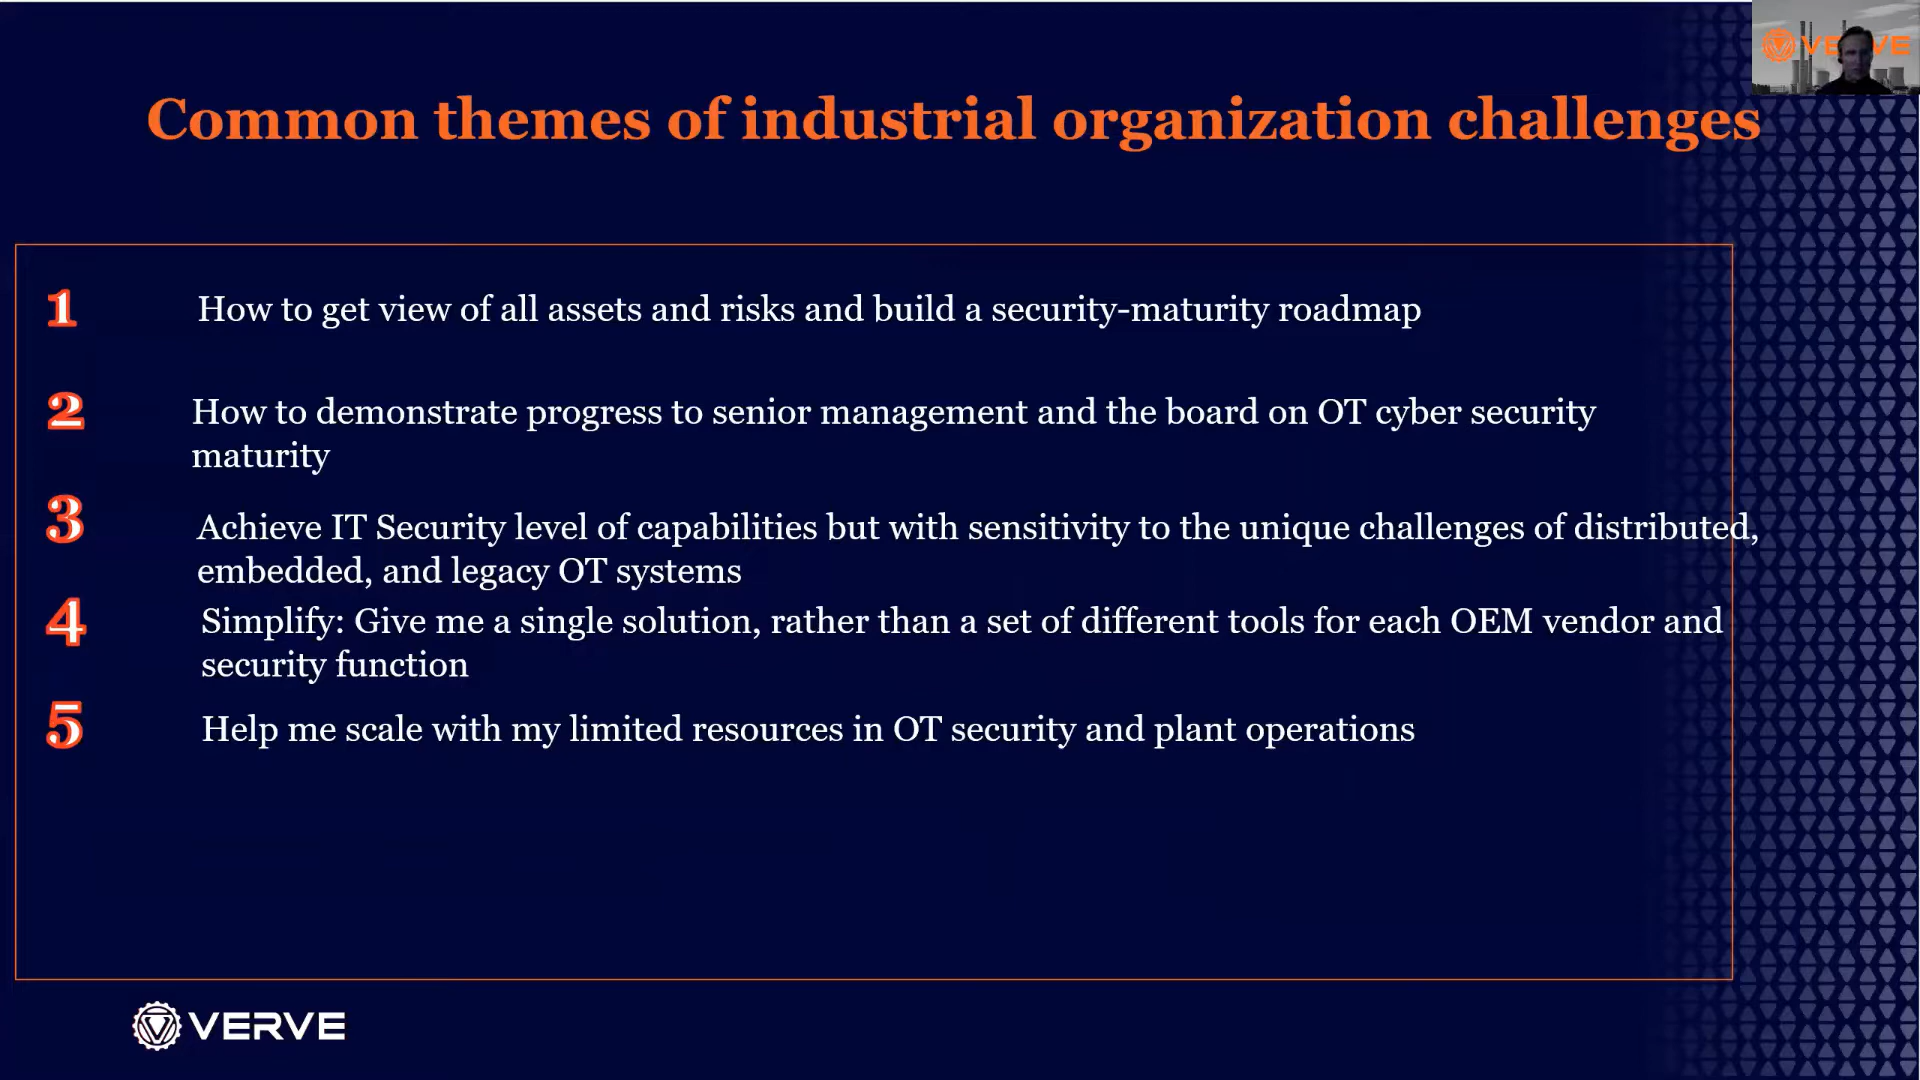 VERVE
Common themes of industrial organization challenges
1 How to get view of all assets and risks and build a security-maturity roadmap
2 How to demonstrate progress to senior management and the board on OT cyber security
maturity
3 Achieve IT Security level of capabilities but with sensitivity to the unique challenges of distributed,
embedded, and legacy OT systems
4 Simplify: Give me a single solution, rather than a set of different tools for each OEM vendor and
security function
5 Help me scale with my limited resources in OT security and plant operations
VERVE